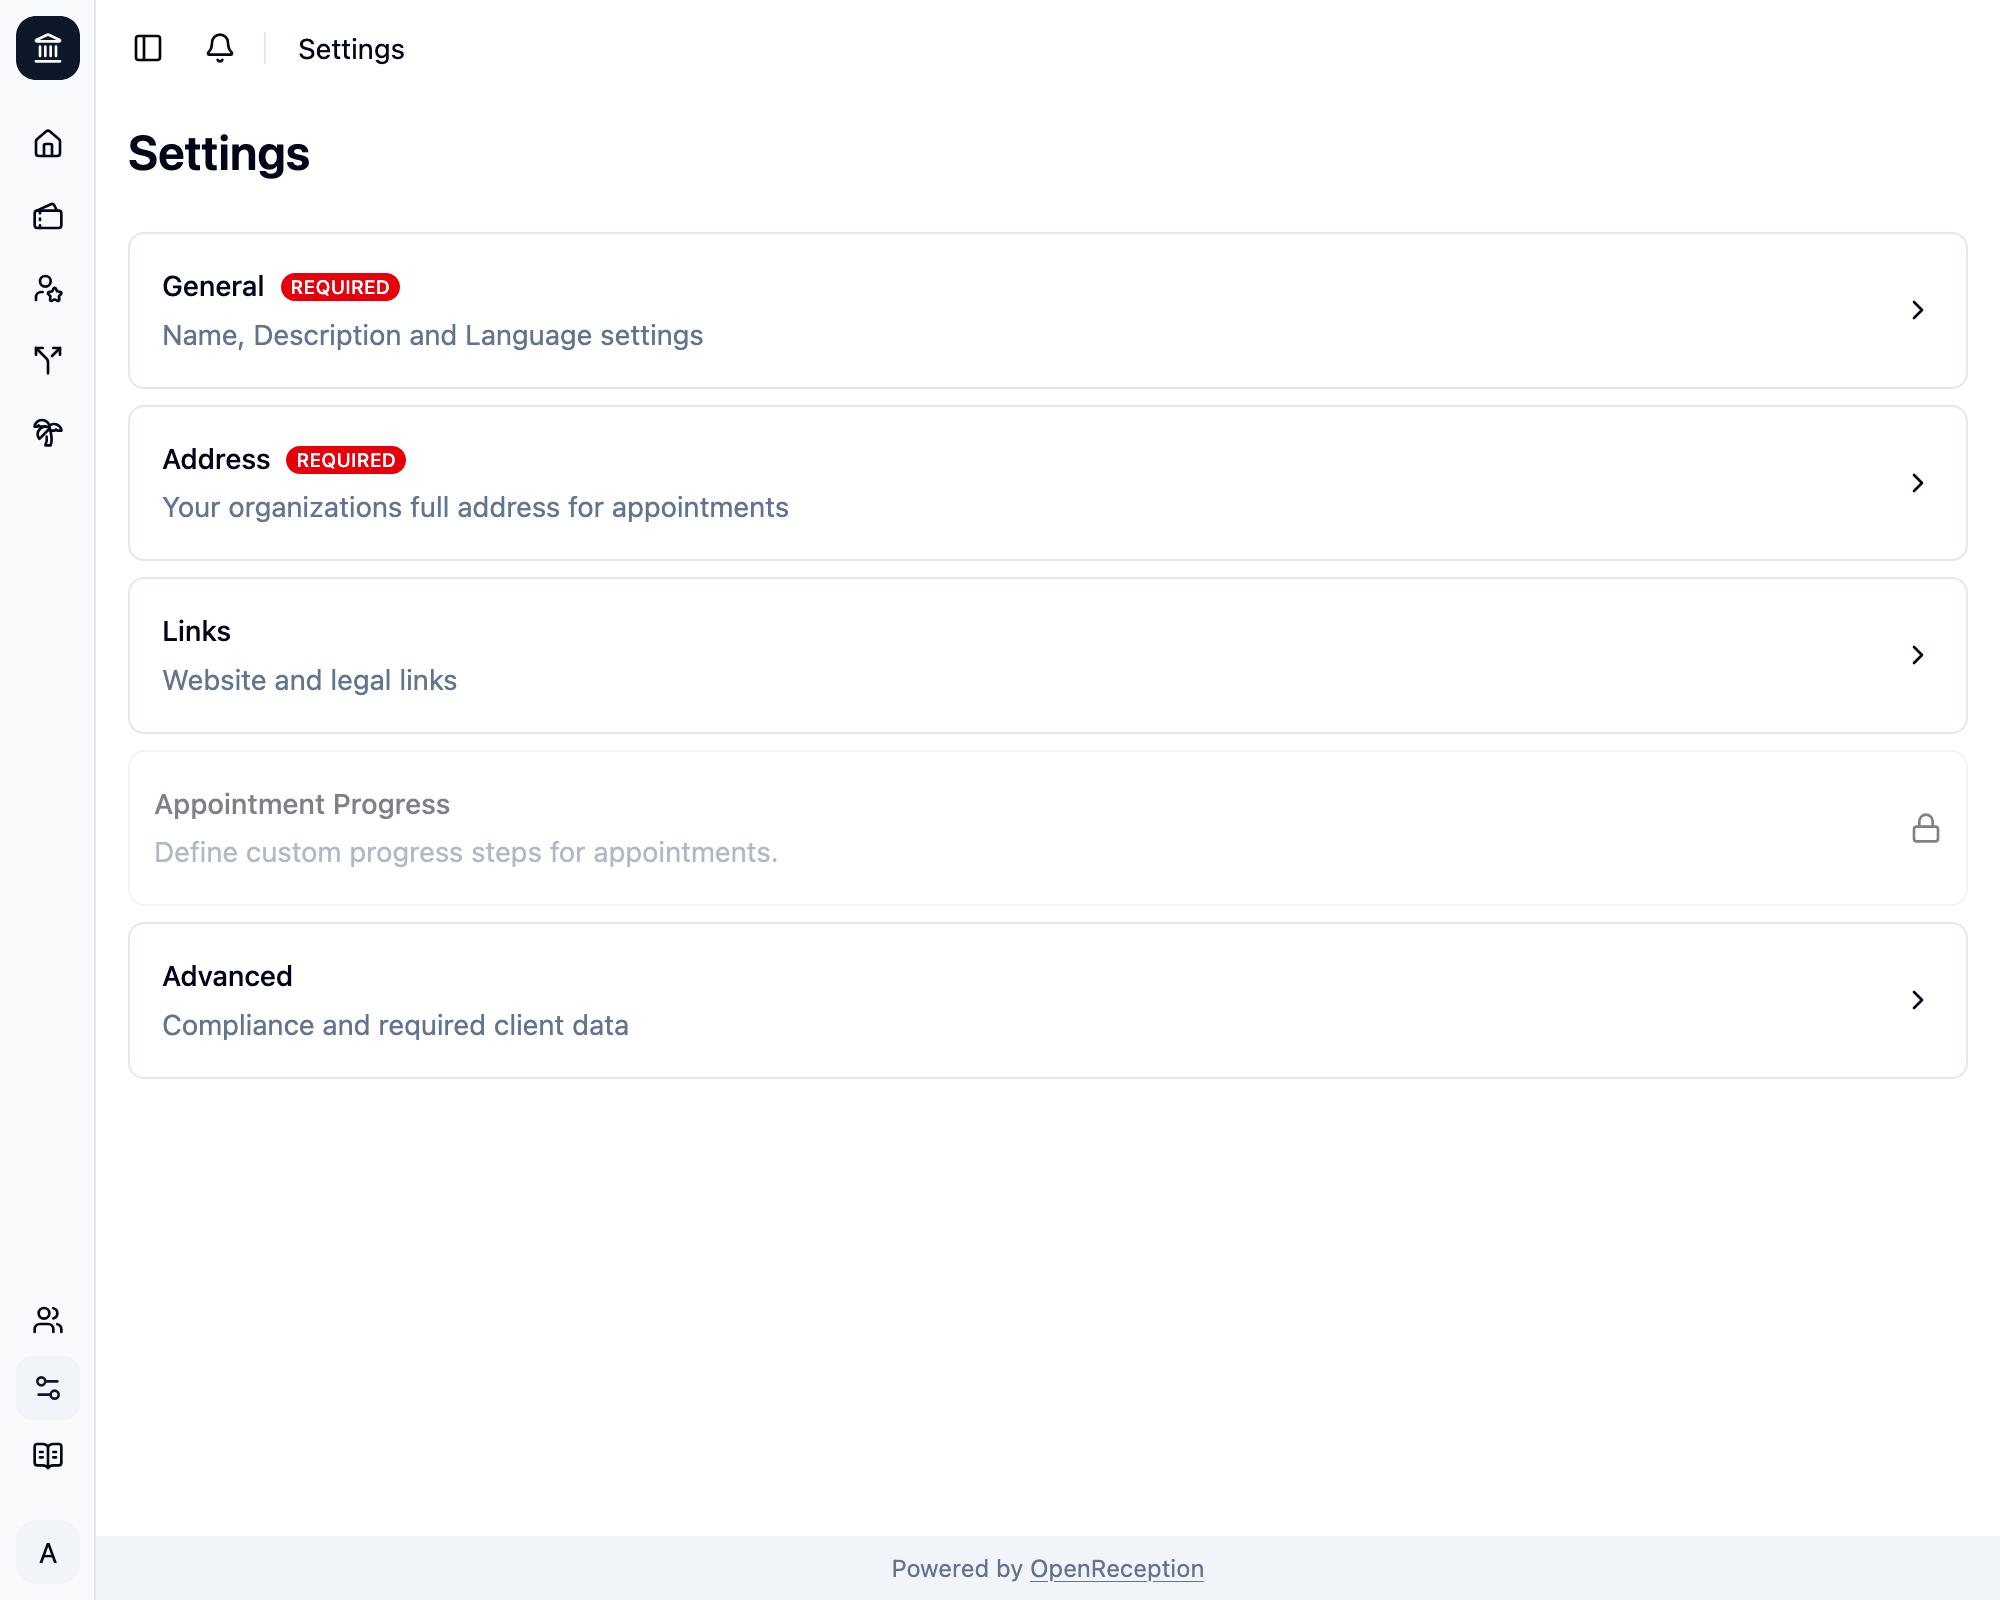 Settings
Settings
General REQUIRED
Name, Description and Language settings
Address REQUIRED
Your organizations full address for appointments
Links
Website and legal links
Appointment Progress
Define custom progress steps for appointments.
Advanced
Compliance and required client data
A
Powered by OpenReception